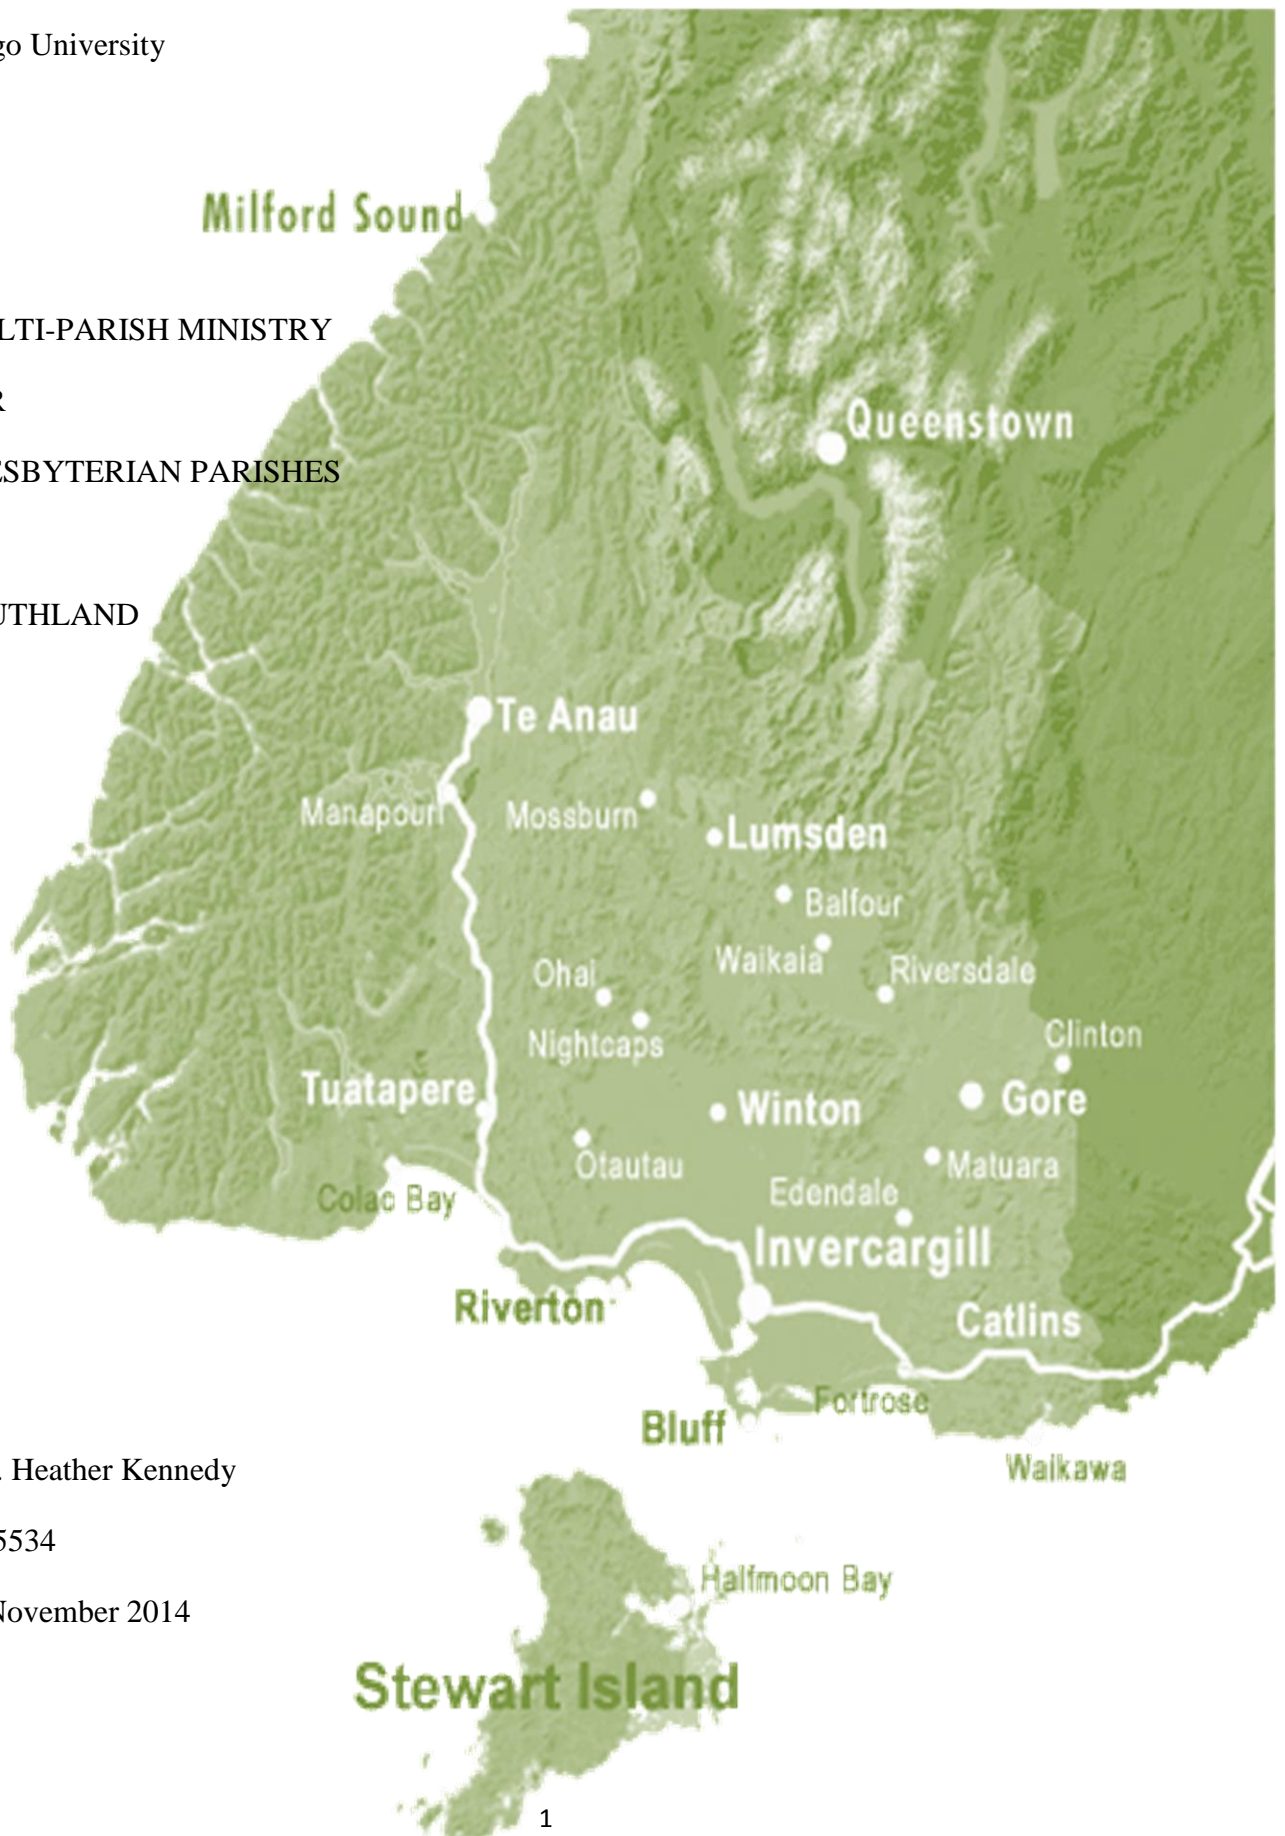 go University
Milford Sound
LTI-PARISH MINISTRY
R
Queenstown
ESBYTERIAN PARISHES
UTHLAND
Te Anau
Manapouri
Mossburn
Lumsden
Balfour
Waikaia
Riversdale
Ohai
Nightcaps
Clinton
Tuatapere
Winton
Gore
Otautau
Matuara
Colac Bay
Edendale
Invercargill
Riverton
Catlins
Fortrose
Bluff
Waikawa
. Heather Kennedy
5534
Halfmoon Bay
November 2014
Stewart Island
1